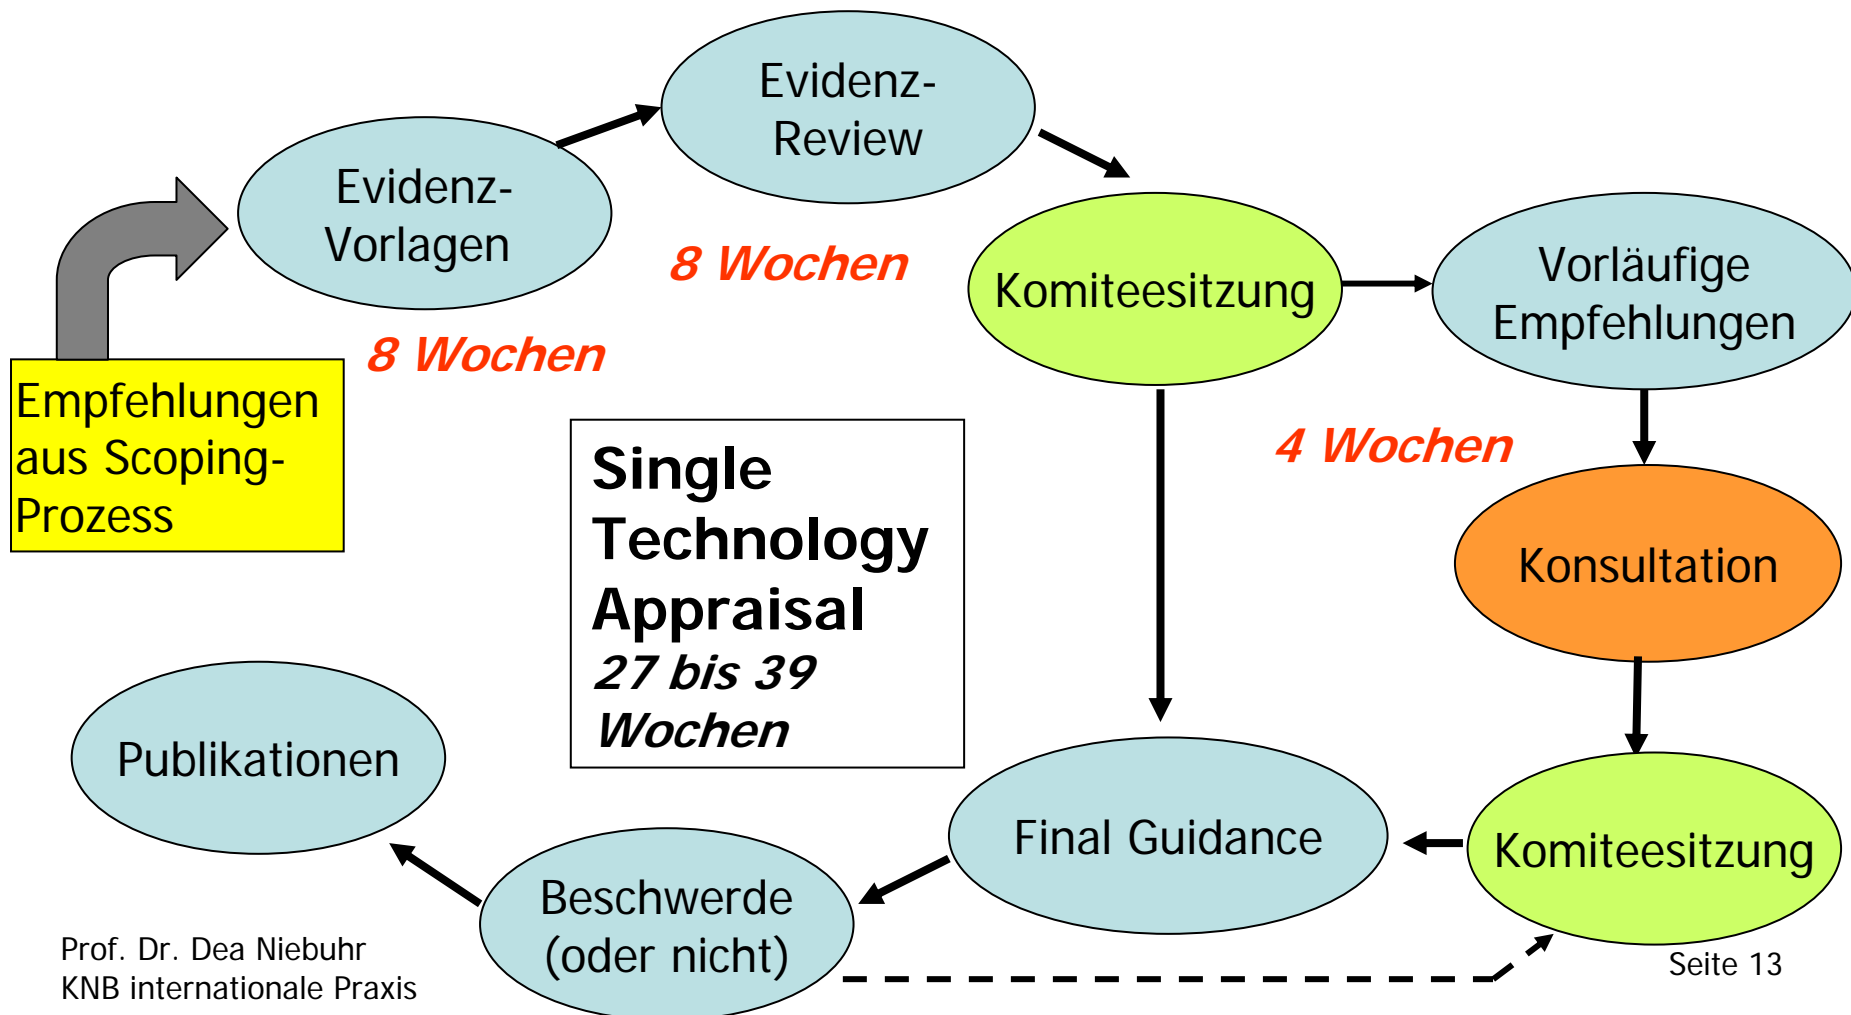 Evidenz-
Review
Evidenz-
Vorlagen
8 Wochen
Komiteesitzung
Vorläufige
Empfehlungen
8 Wochen
Empfehlungen
aus Scoping-
Prozess
4 Wochen
Single
Technology
Appraisal
27 bis 39
Wochen
Konsultation
Publikationen
Final Guidance
Komiteesitzung
Beschwerde
(oder nicht)
Prof. Dr. Dea Niebuhr
KNB internationale Praxis
Seite 13